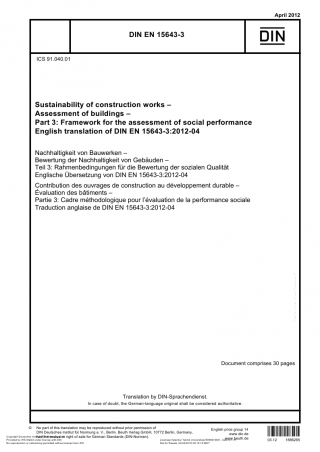 April 2012
DIN EN 15643-3
DIN
ICS 91.040.01
Sustainability of construction works –
Assessment of buildings –
Part 3: Framework for the assessment of social performance
English translation of DIN EN 15643-3:2012-04
Nachhaltigkeit von Bauwerken –
Bewertung der Nachhaltigkeit von Gebäuden –
Teil 3: Rahmenbedingungen für die Bewertung der sozialen Qualität
Englische Übersetzung von DIN EN 15643-3:2012-04
Contribution des ouvrages de construction au développement durable –
Évaluation des bâtiments –
Partie 3: Cadre méthodologique pour l'évaluation de la performance sociale
Traduction anglaise de DIN EN 15643-3:2012-04
Document comprises 30 pages
Translation by DIN-Sprachendienst.
In case of doubt, the German-language original shall be considered authoritative.
No part of this translation may be reproduced without prior permission of
DIN Deutsches Institut für Normung e. V., Berlin. Beuth Verlag GmbH, 10772 Berlin, Germany,
has the exclusive right of sale for German Standards (DIN-Normen).
English price group 14
www.din.de
www.beuth.de